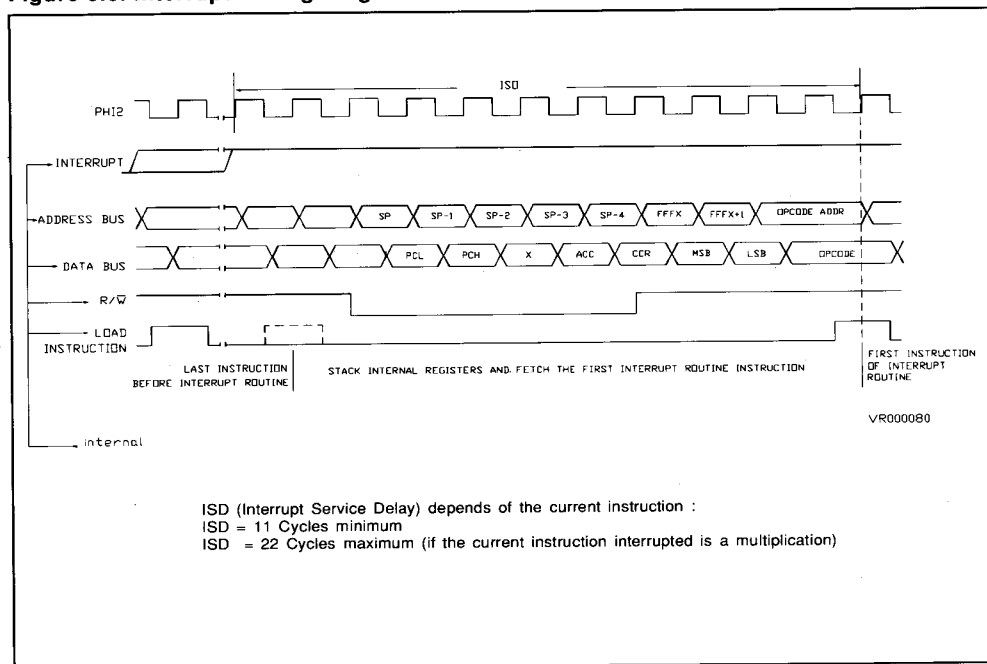 ISD
PHI2
INTERRUPT
ADDRESS BUS SP SP-1 SP-2 SP-3 SP-4 FFFX FFFX+1 OPCODE ADDR
DATA BUS PCL PCH X ACC CCR MSB LSB OPCODE
R/W̅
LOAD
INSTRUCTION
LAST INSTRUCTION
BEFORE INTERRUPT ROUTINE
STACK INTERNAL REGISTERS AND FETCH THE FIRST INTERRUPT ROUTINE INSTRUCTION
FIRST INSTRUCTION
OF INTERRUPT
ROUTINE
VR000080
internal
ISD (Interrupt Service Delay) depends of the current instruction :
ISD = 11 Cycles minimum
ISD = 22 Cycles maximum (if the current instruction interrupted is a multiplication)